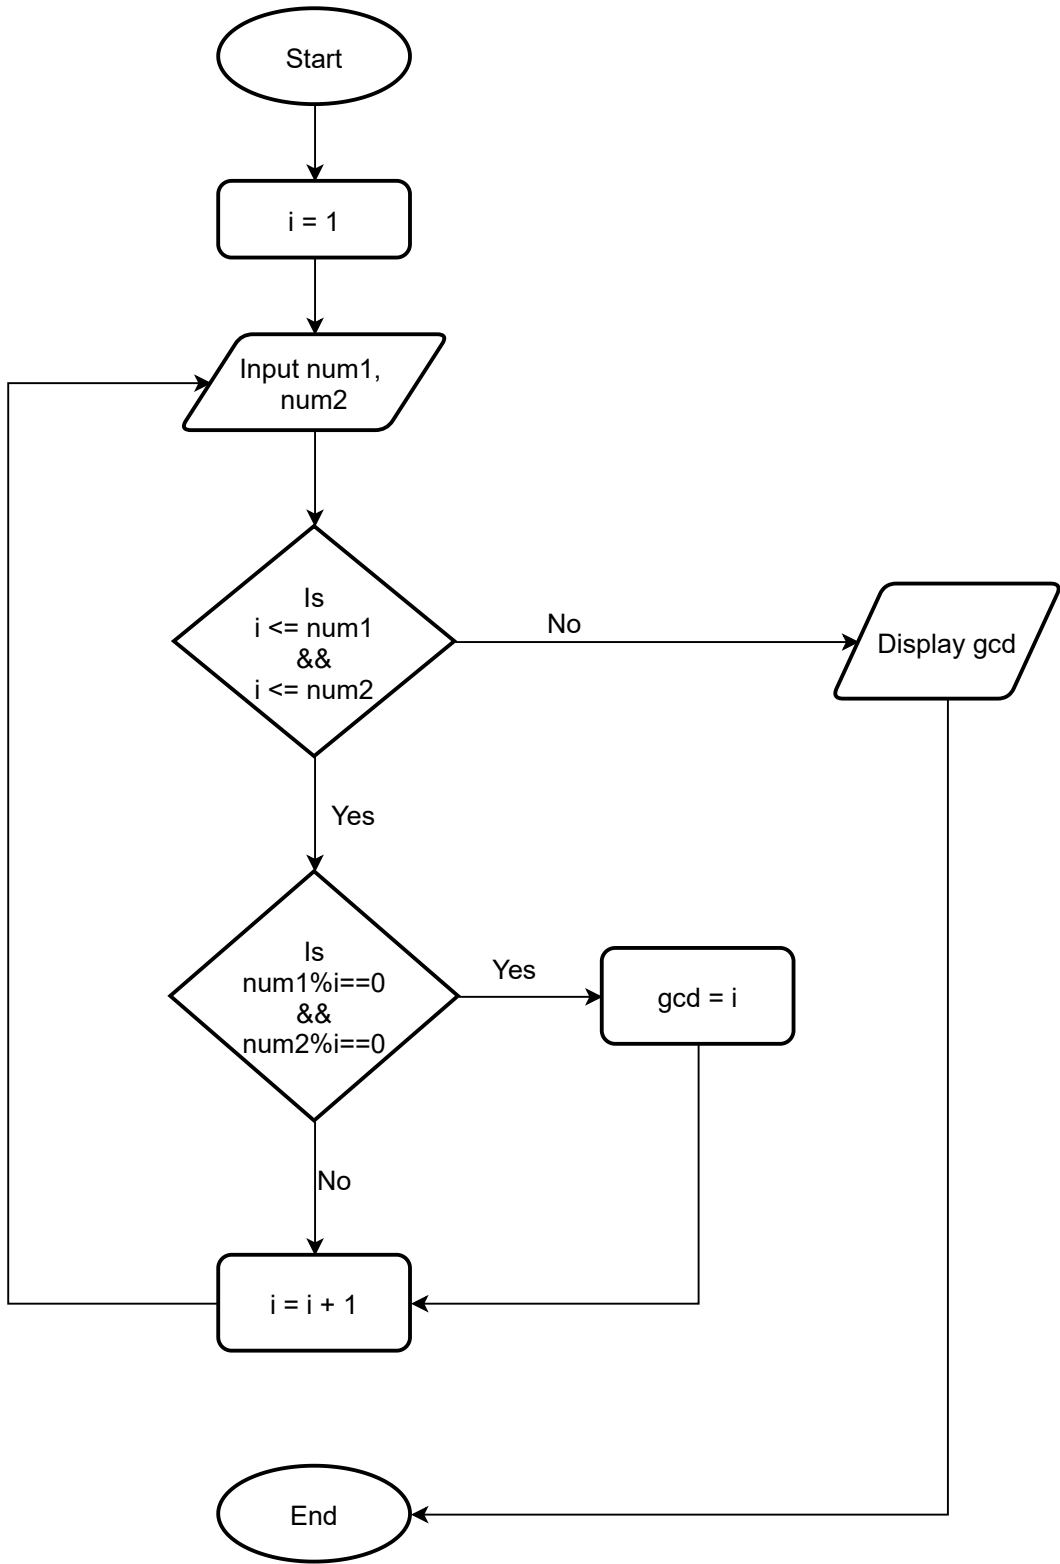 Start
i = 1
Input num1,
num2
Is
i <= num1
&&
i <= num2
No
Display gcd
Yes
Is
num1%i==0
&&
num2%i==0
Yes
gcd = i
No
i = i + 1
End